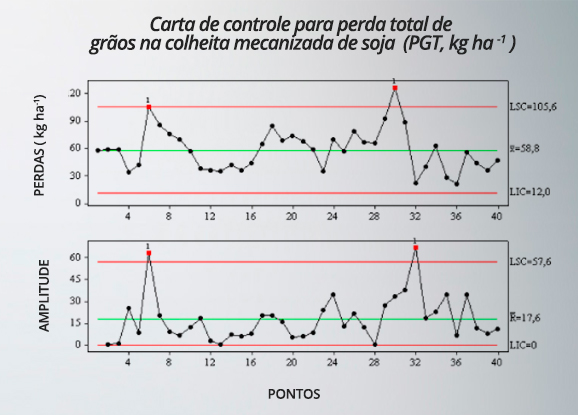 Carta de controle para perda total de
grãos na colheita mecanizada de soja (PGT, kg ha -1 )
PERDAS ( kg ha-1)
120
90
60
30
0
1
1
LSC=105,6
x̄=58,8
LIC=12,0
4 8 12 16 20 24 28 32 36 40
AMPLITUDE
60
45
30
15
0
1
1
LSC=57,6
R̄=17,6
LIC=0
4 8 12 16 20 24 28 32 36 40
PONTOS